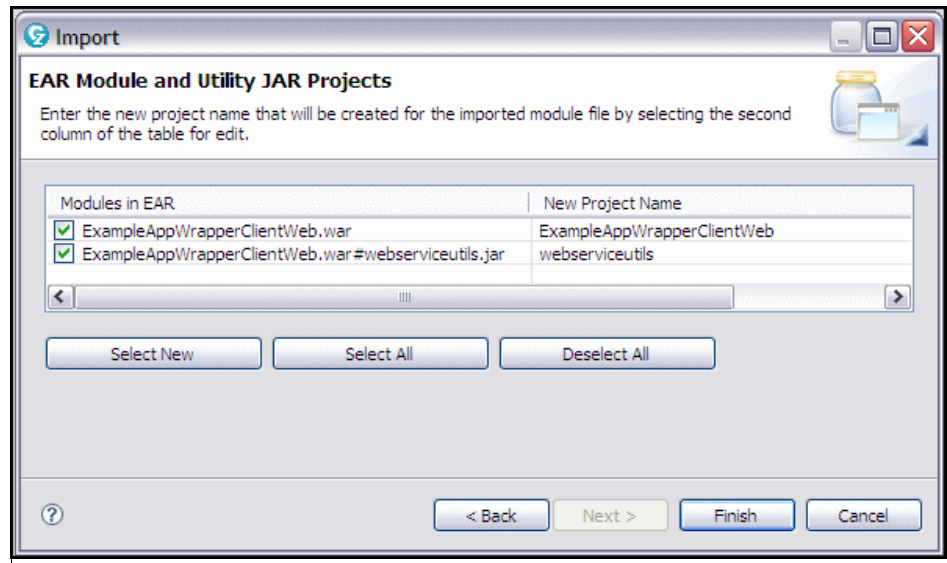 Import
EAR Module and Utility JAR Projects
Enter the new project name that will be created for the imported module file by selecting the second
column of the table for edit.
Modules in EAR New Project Name
ExampleAppWrapperClientWeb.war ExampleAppWrapperClientWeb
ExampleAppWrapperClientWeb.war#webserviceutils.jar webserviceutils
Select New Select All Deselect All
? < Back Next > Finish Cancel